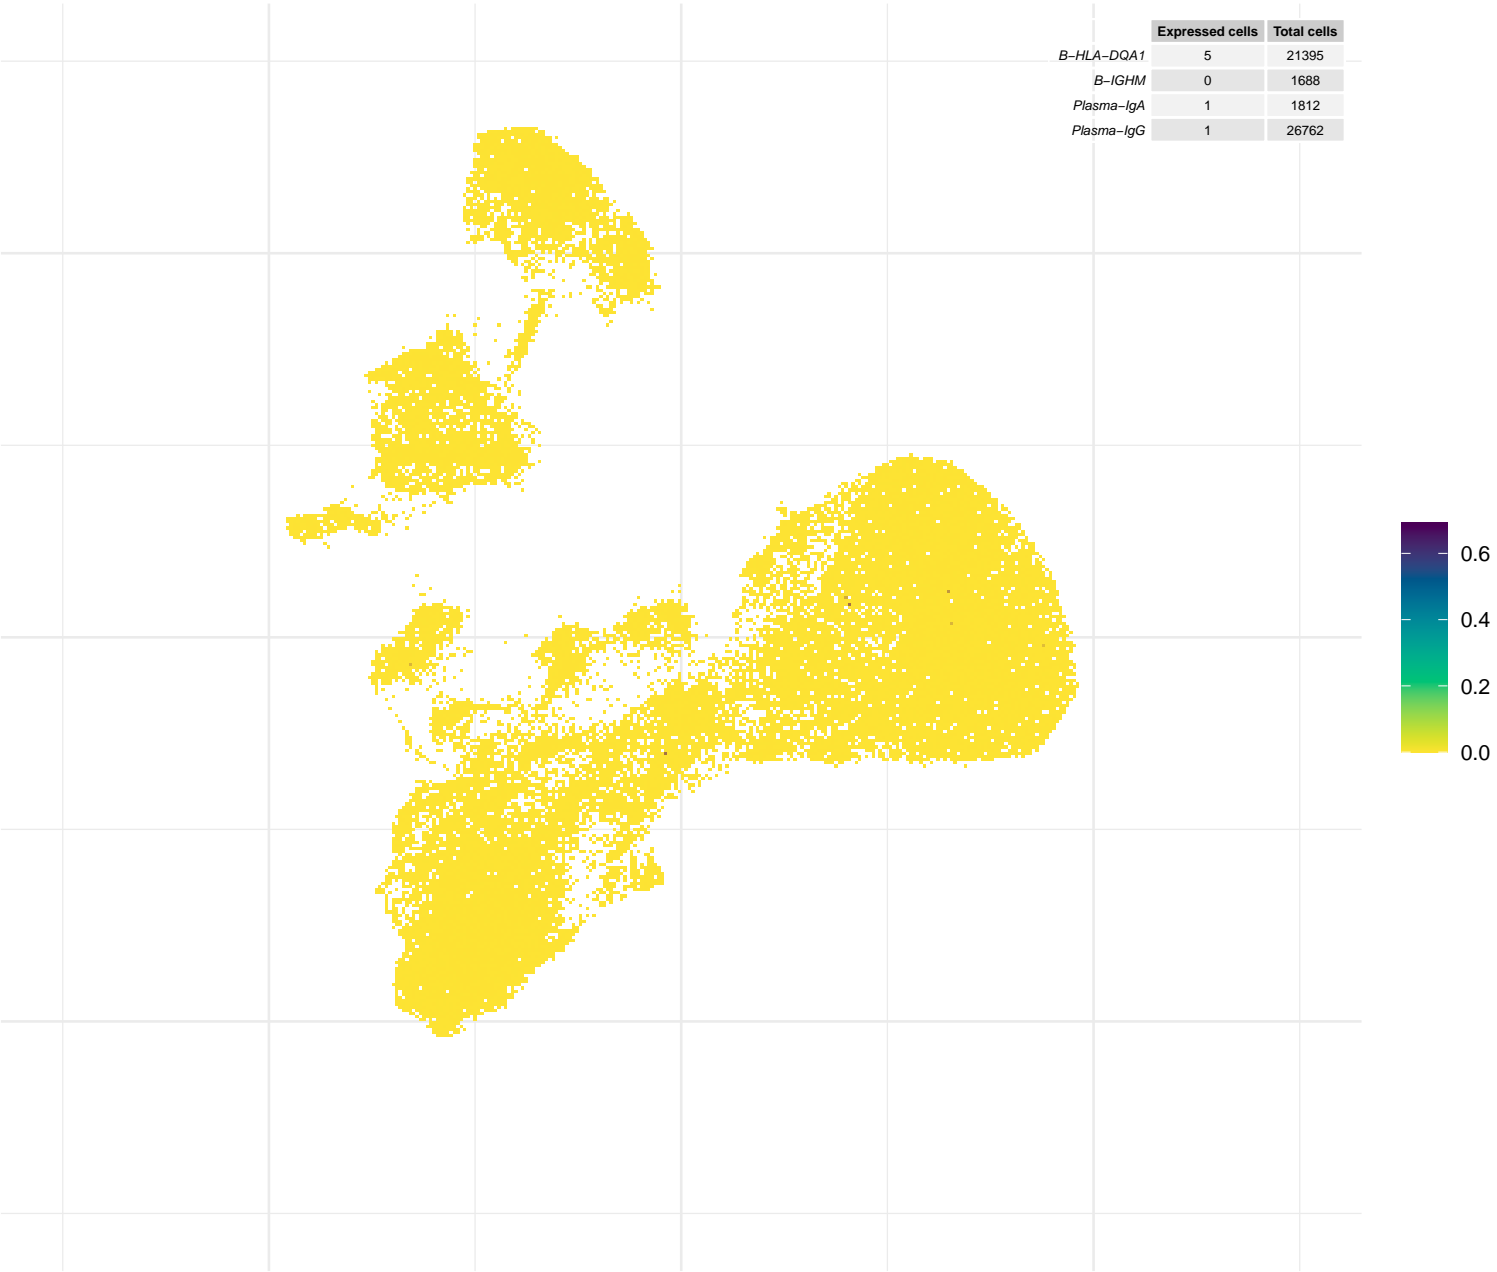 Expressed cells Total cells
B−HLA−DQA1 5 21395
B−IGHM 0 1688
Plasma−IgA 1 1812
Plasma−IgG 1 26762
0.6
0.4
0.2
0.0